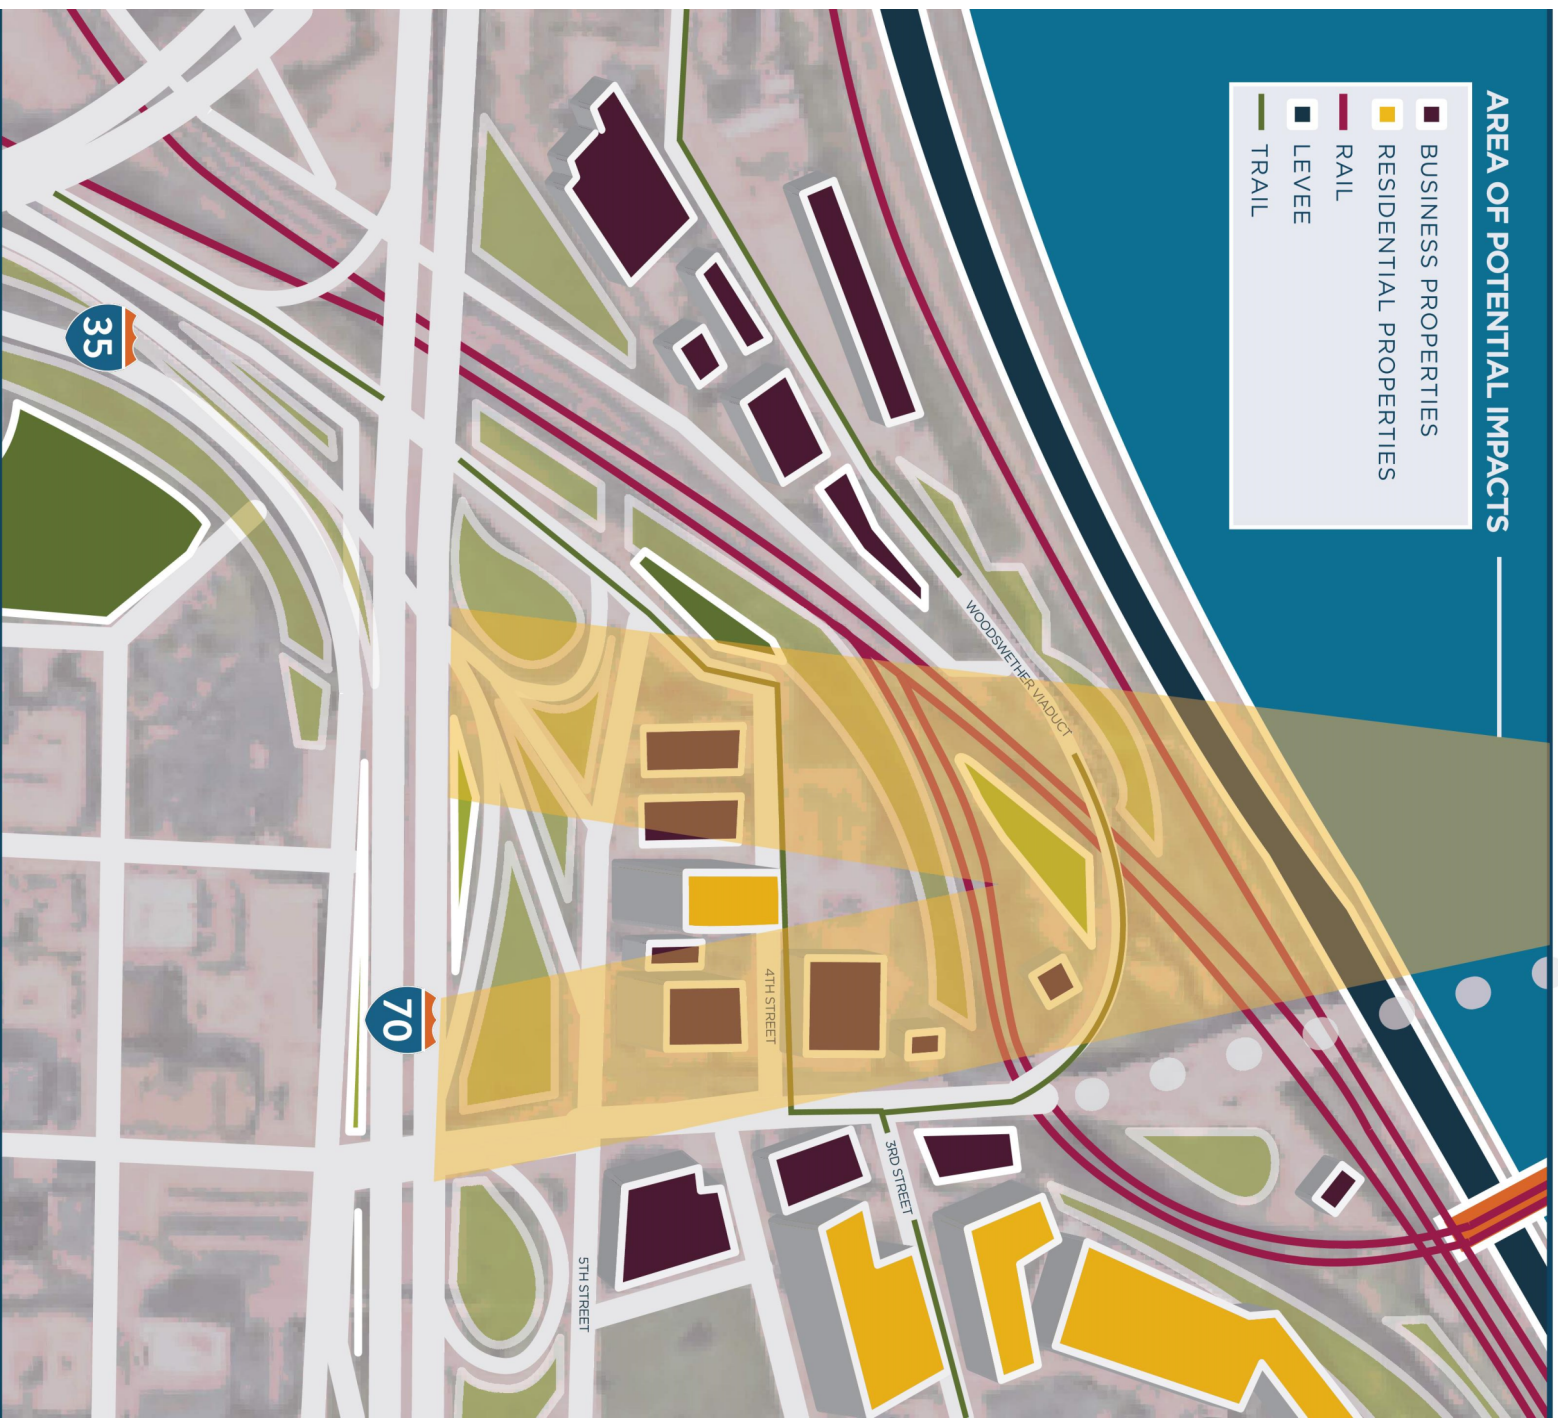 AREA OF POTENTIAL IMPACTS
BUSINESS PROPERTIES
RESIDENTIAL PROPERTIES
RAIL
LEVEE
TRAIL
WOODSWETHER VIADUCT
35
70
4TH STREET
3RD STREET
5TH STREET